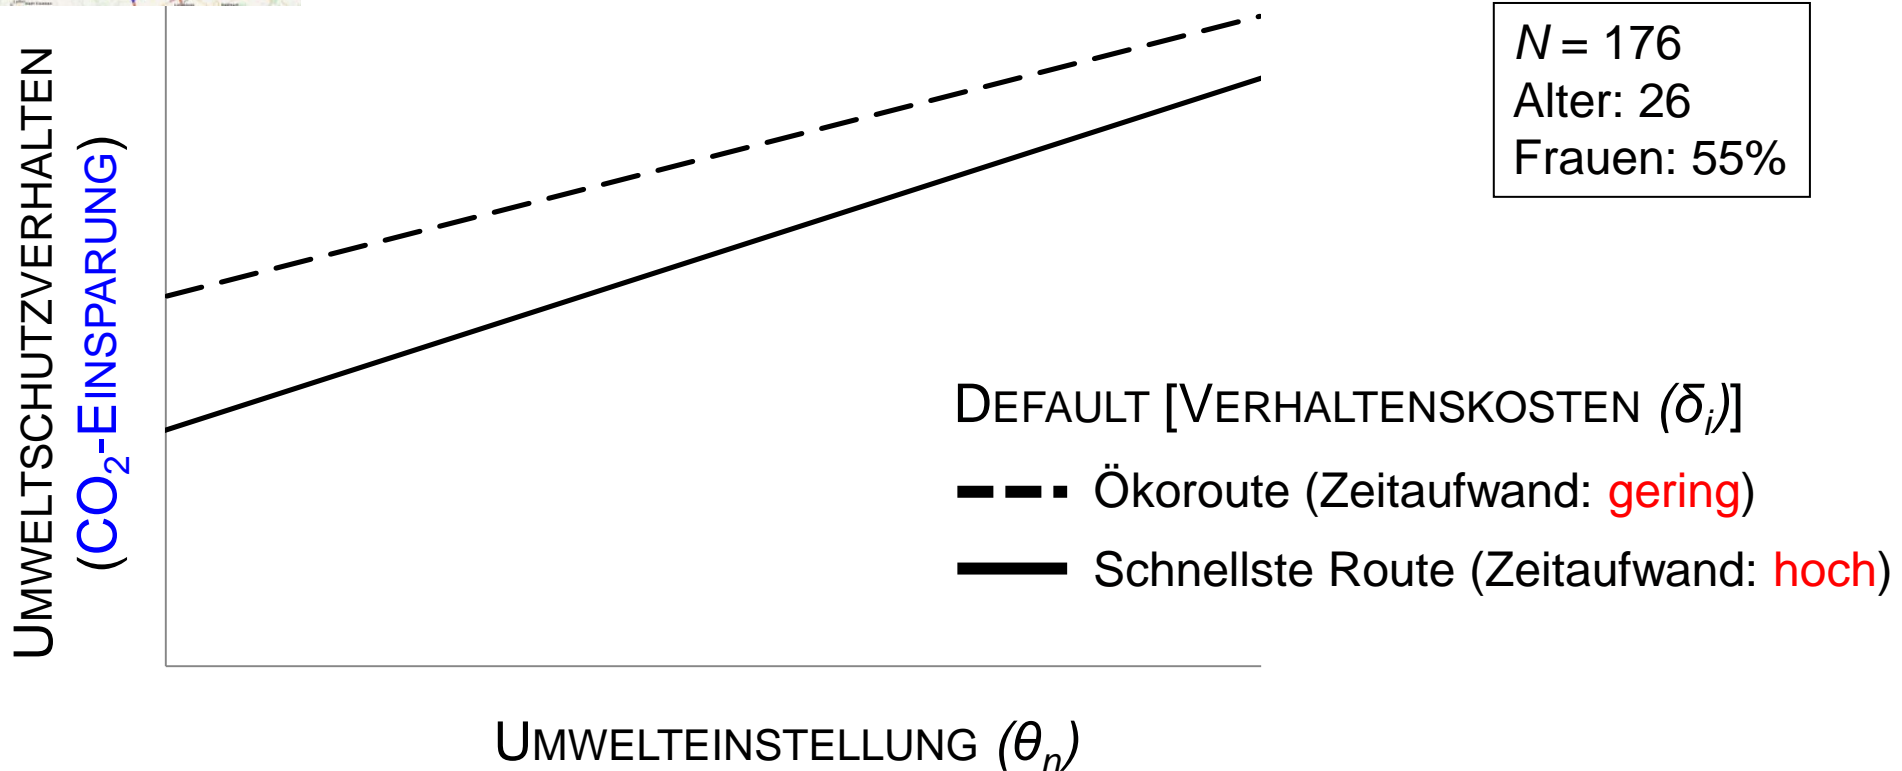 UMWELTSCHUTZVERHALTEN
(CO₂-EINSPARUNG)
N = 176
Alter: 26
Frauen: 55%
DEFAULT [VERHALTENSKOSTEN (δᵢ)]
Ökoroute (Zeitaufwand: gering)
Schnellste Route (Zeitaufwand: hoch)
UMWELTEINSTELLUNG (θₙ)